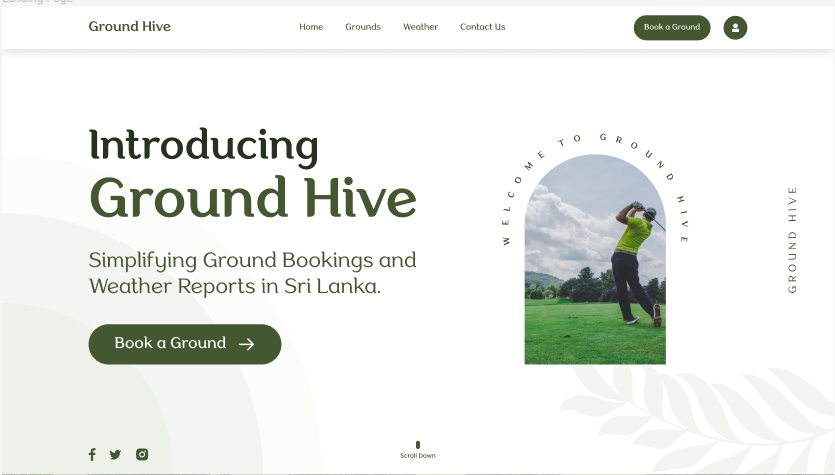 Landing Page
Ground Hive
Home
Grounds
Weather
Contact Us
Book a Ground
Introducing
Ground Hive
Simplifying Ground Bookings and
Weather Reports in Sri Lanka.
Book a Ground
WELCOME TO GROUND HIVE
GROUND HIVE
Scroll Down